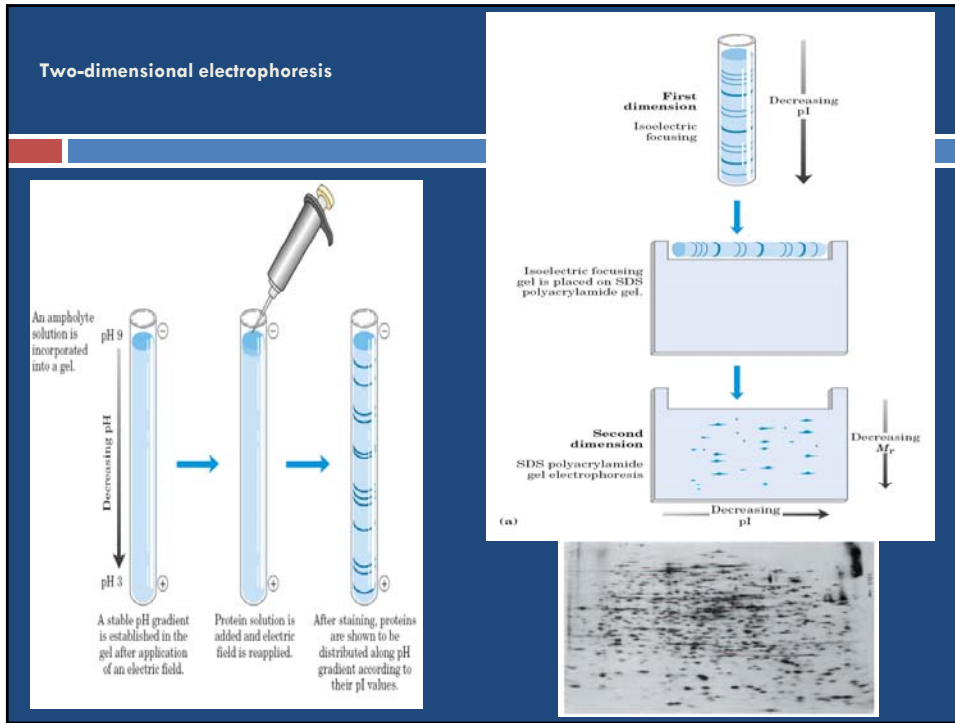 Two-dimensional electrophoresis
An ampholyte
solution is
incorporated
into a gel.
pH 9
−
−
−
Decreasing pH
pH 3
+
+
+
A stable pH gradient
is established in the
gel after application
of an electric field.
Protein solution is
added and electric
field is reapplied.
After staining, proteins
are shown to be
distributed along pH
gradient according to
their pI values.
First
dimension
Isoelectric
focusing
Decreasing
pI
Isoelectric focusing
gel is placed on SDS
polyacrylamide gel.
Second
dimension
SDS polyacrylamide
gel electrophoresis
Decreasing
Mr
Decreasing
pI
(a)